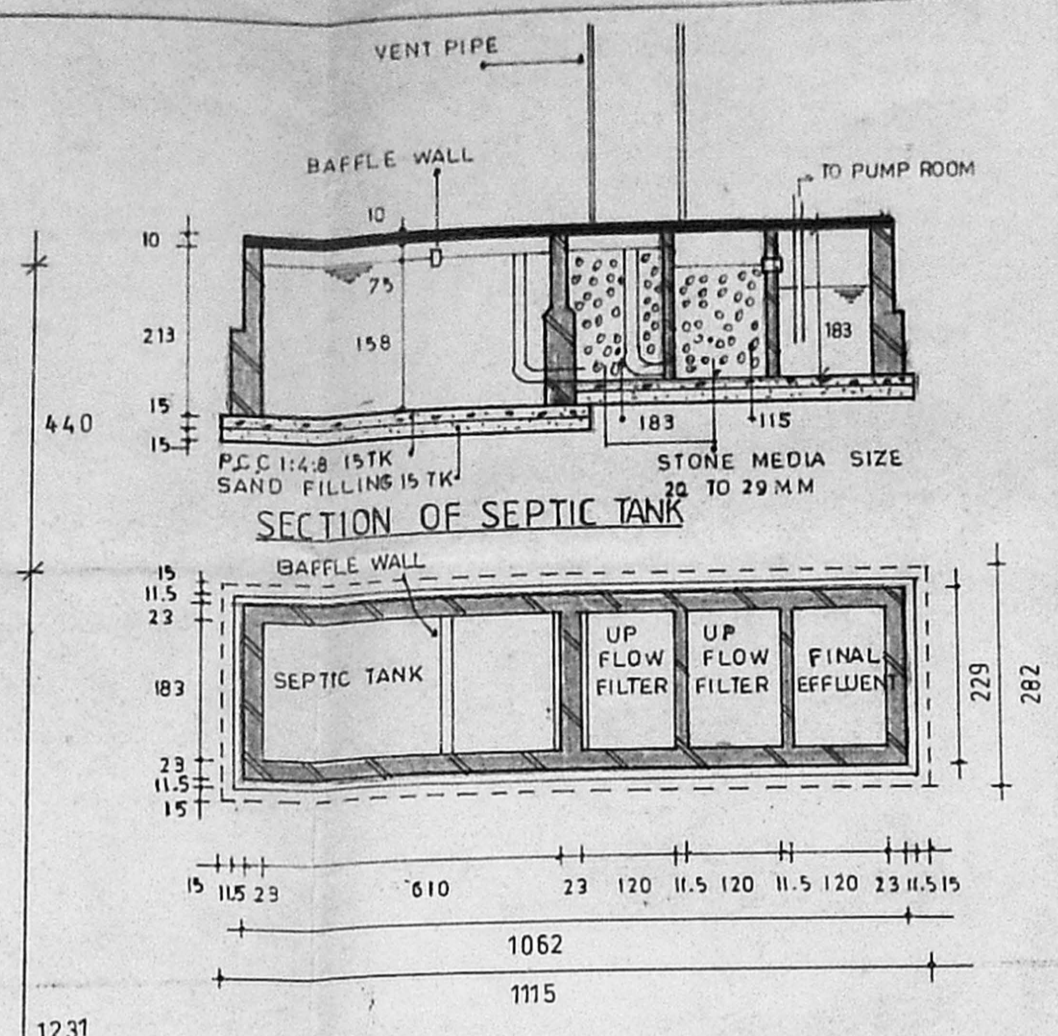 VENT PIPE
BAFFLE WALL
TO PUMP ROOM
10
10
75
213
158
183
15
440
15
183
115
P.C.C 1:4:8 15TK
STONE MEDIA SIZE
SAND FILLING 15 TK
20 TO 29 MM
SECTION OF SEPTIC TANK
BAFFLE WALL
15
11.5
23
183
23
11.5
15
SEPTIC TANK
UP
FLOW
FILTER
UP
FLOW
FILTER
FINAL
EFFLUENT
229
282
15 11.5 23 610 23 120 11.5 120 11.5 120 23 11.5 15
1062
1115
1231